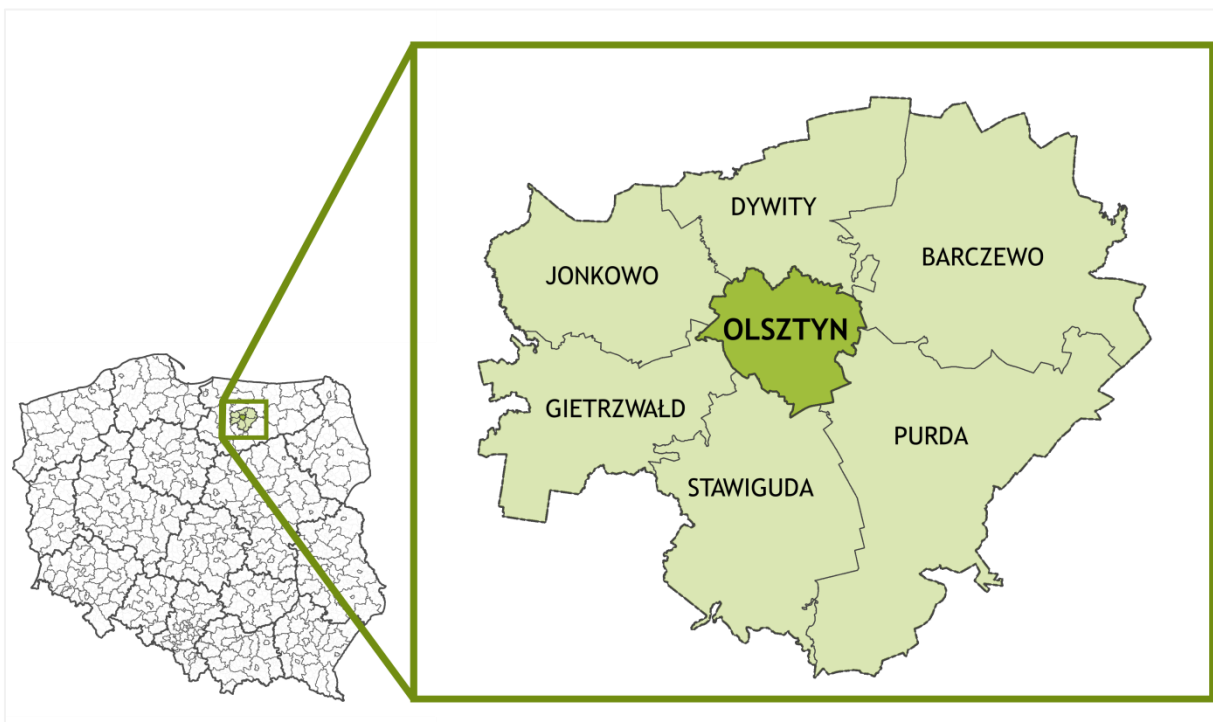 DYWITY
BARCZEWO
JONKOWO
OLSZTYN
GIETRZWAŁD
PURDA
STAWIGUDA